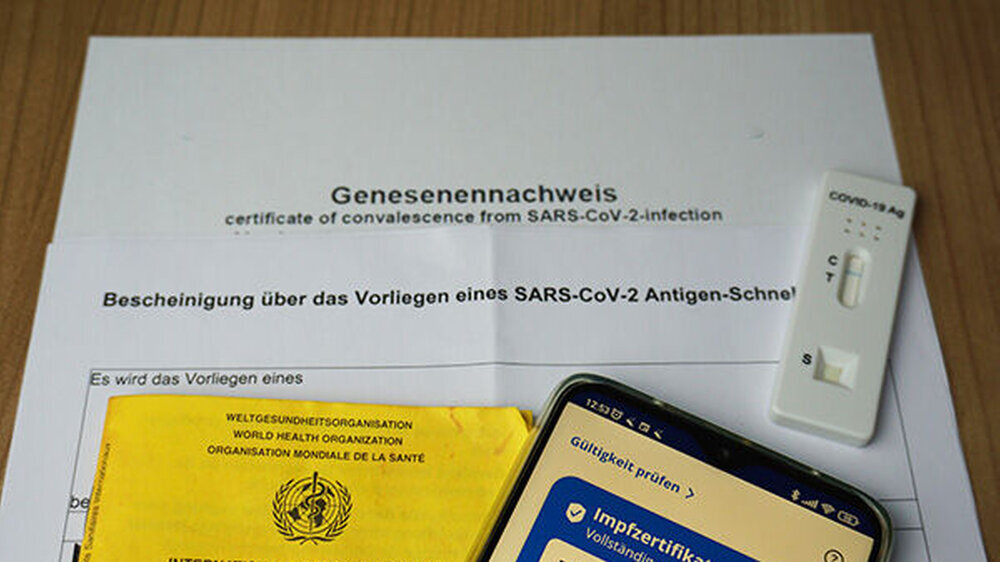 Genesenennachweis
certificate of convalescence from SARS-CoV-2-infection
COVID-19 Ag
C
T
S
Bescheinigung über das Vorliegen eines SARS-CoV-2 Antigen-Schnel
Es wird das Vorliegen eines
be
WELTGESUNDHEITSORGANISATION
WORLD HEALTH ORGANIZATION
ORGANISATION MONDIALE DE LA SANTÉ
12:53
Gültigkeit prüfen >
Impfzertifikat
Vollständig
?